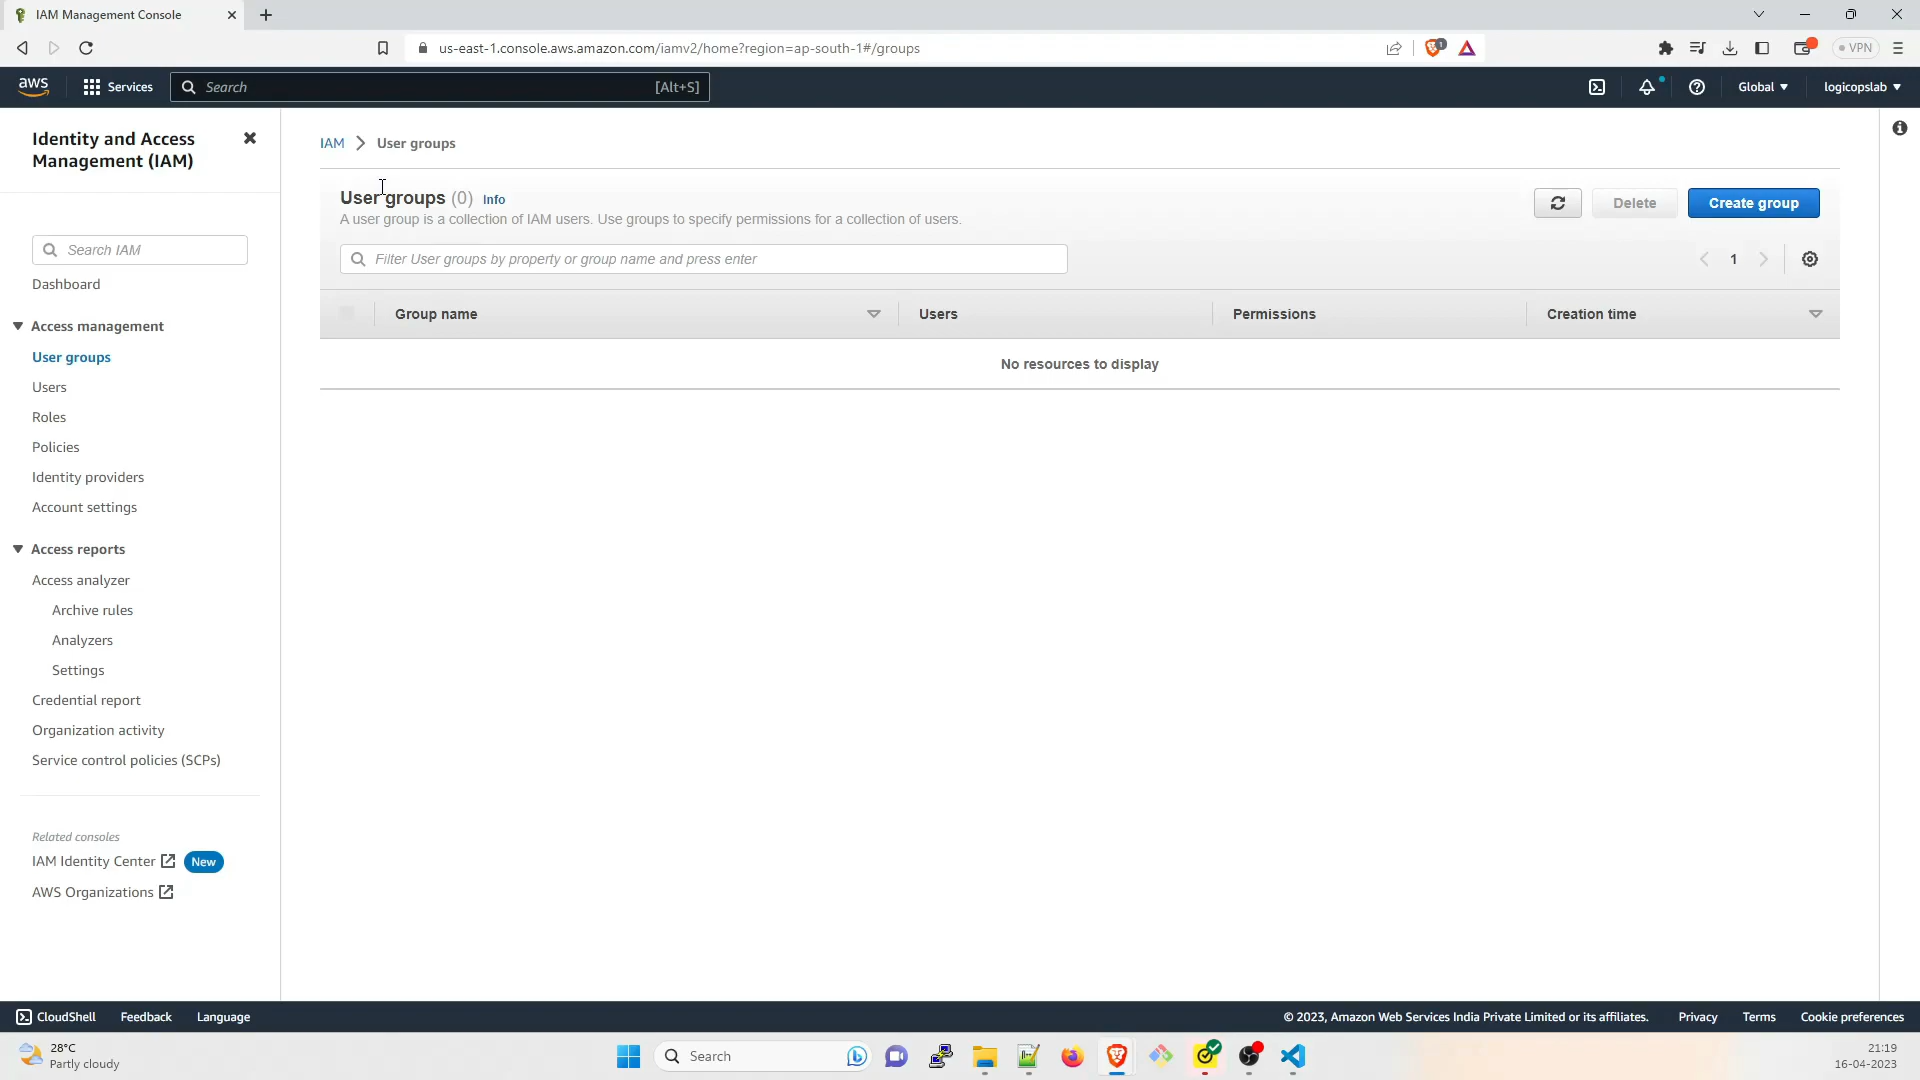 IAM Management Console
us-east-1.console.aws.amazon.com/iamv2/home?region=ap-south-1#/groups
1
VPN
aws
Services
Search
[Alt+S]
Global
logicopslab
Identity and Access
Management (IAM)
Search IAM
Dashboard
Access management
User groups
Users
Roles
Policies
Identity providers
Account settings
Access reports
Access analyzer
Archive rules
Analyzers
Settings
Credential report
Organization activity
Service control policies (SCPs)
Related consoles
IAM Identity Center
New
AWS Organizations
IAM
User groups
User groups (0) Info
A user group is a collection of IAM users. Use groups to specify permissions for a collection of users.
Delete
Create group
Filter User groups by property or group name and press enter
1
Group name
Users
Permissions
Creation time
No resources to display
CloudShell
Feedback
Language
© 2023, Amazon Web Services India Private Limited or its affiliates.
Privacy
Terms
Cookie preferences
28°C
Partly cloudy
Search
21:19
16-04-2023